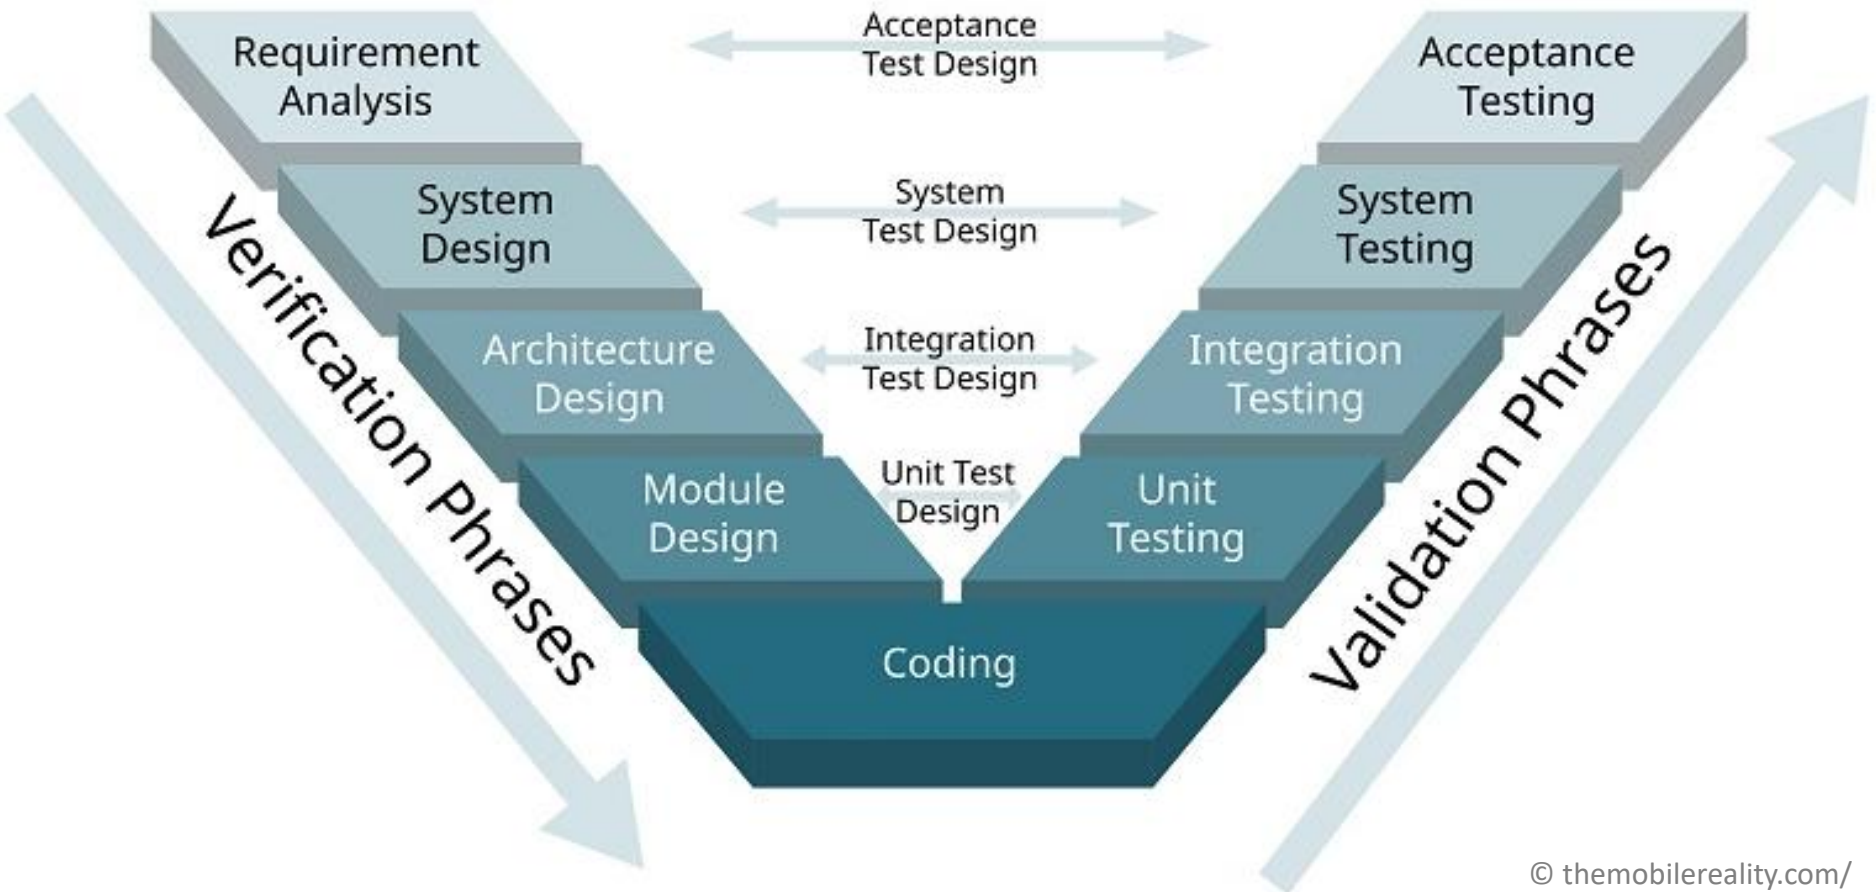 Requirement
Analysis
Acceptance
Test Design
Acceptance
Testing
System
Design
System
Test Design
System
Testing
Architecture
Design
Integration
Test Design
Integration
Testing
Module
Design
Unit Test
Design
Unit
Testing
Coding
Verification Phrases
Validation Phrases
© themobilereality.com/